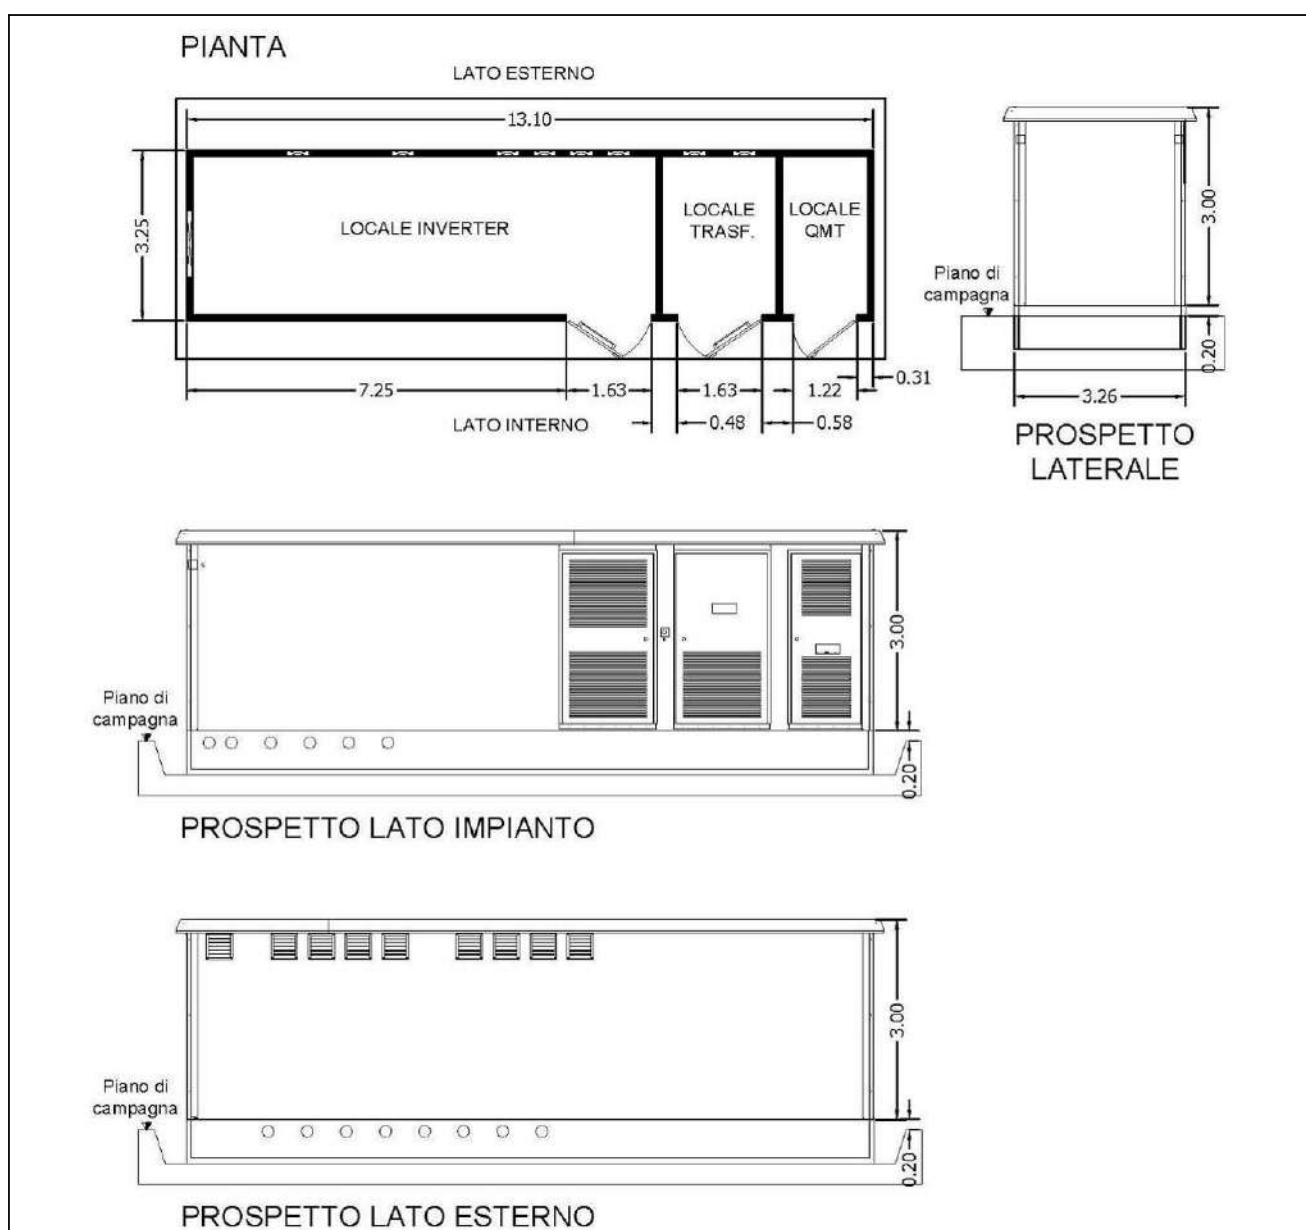 PIANTA
LATO ESTERNO
13.10
3.25
LOCALE INVERTER
LOCALE
TRASF.
LOCALE
QMT
7.25
1.63
1.63
1.22
0.31
LATO INTERNO
0.48
0.58
3.00
Piano di
campagna
0.20
3.26
PROSPETTO
LATERALE
3.00
Piano di
campagna
0.20
PROSPETTO LATO IMPIANTO
3.00
Piano di
campagna
0.20
PROSPETTO LATO ESTERNO